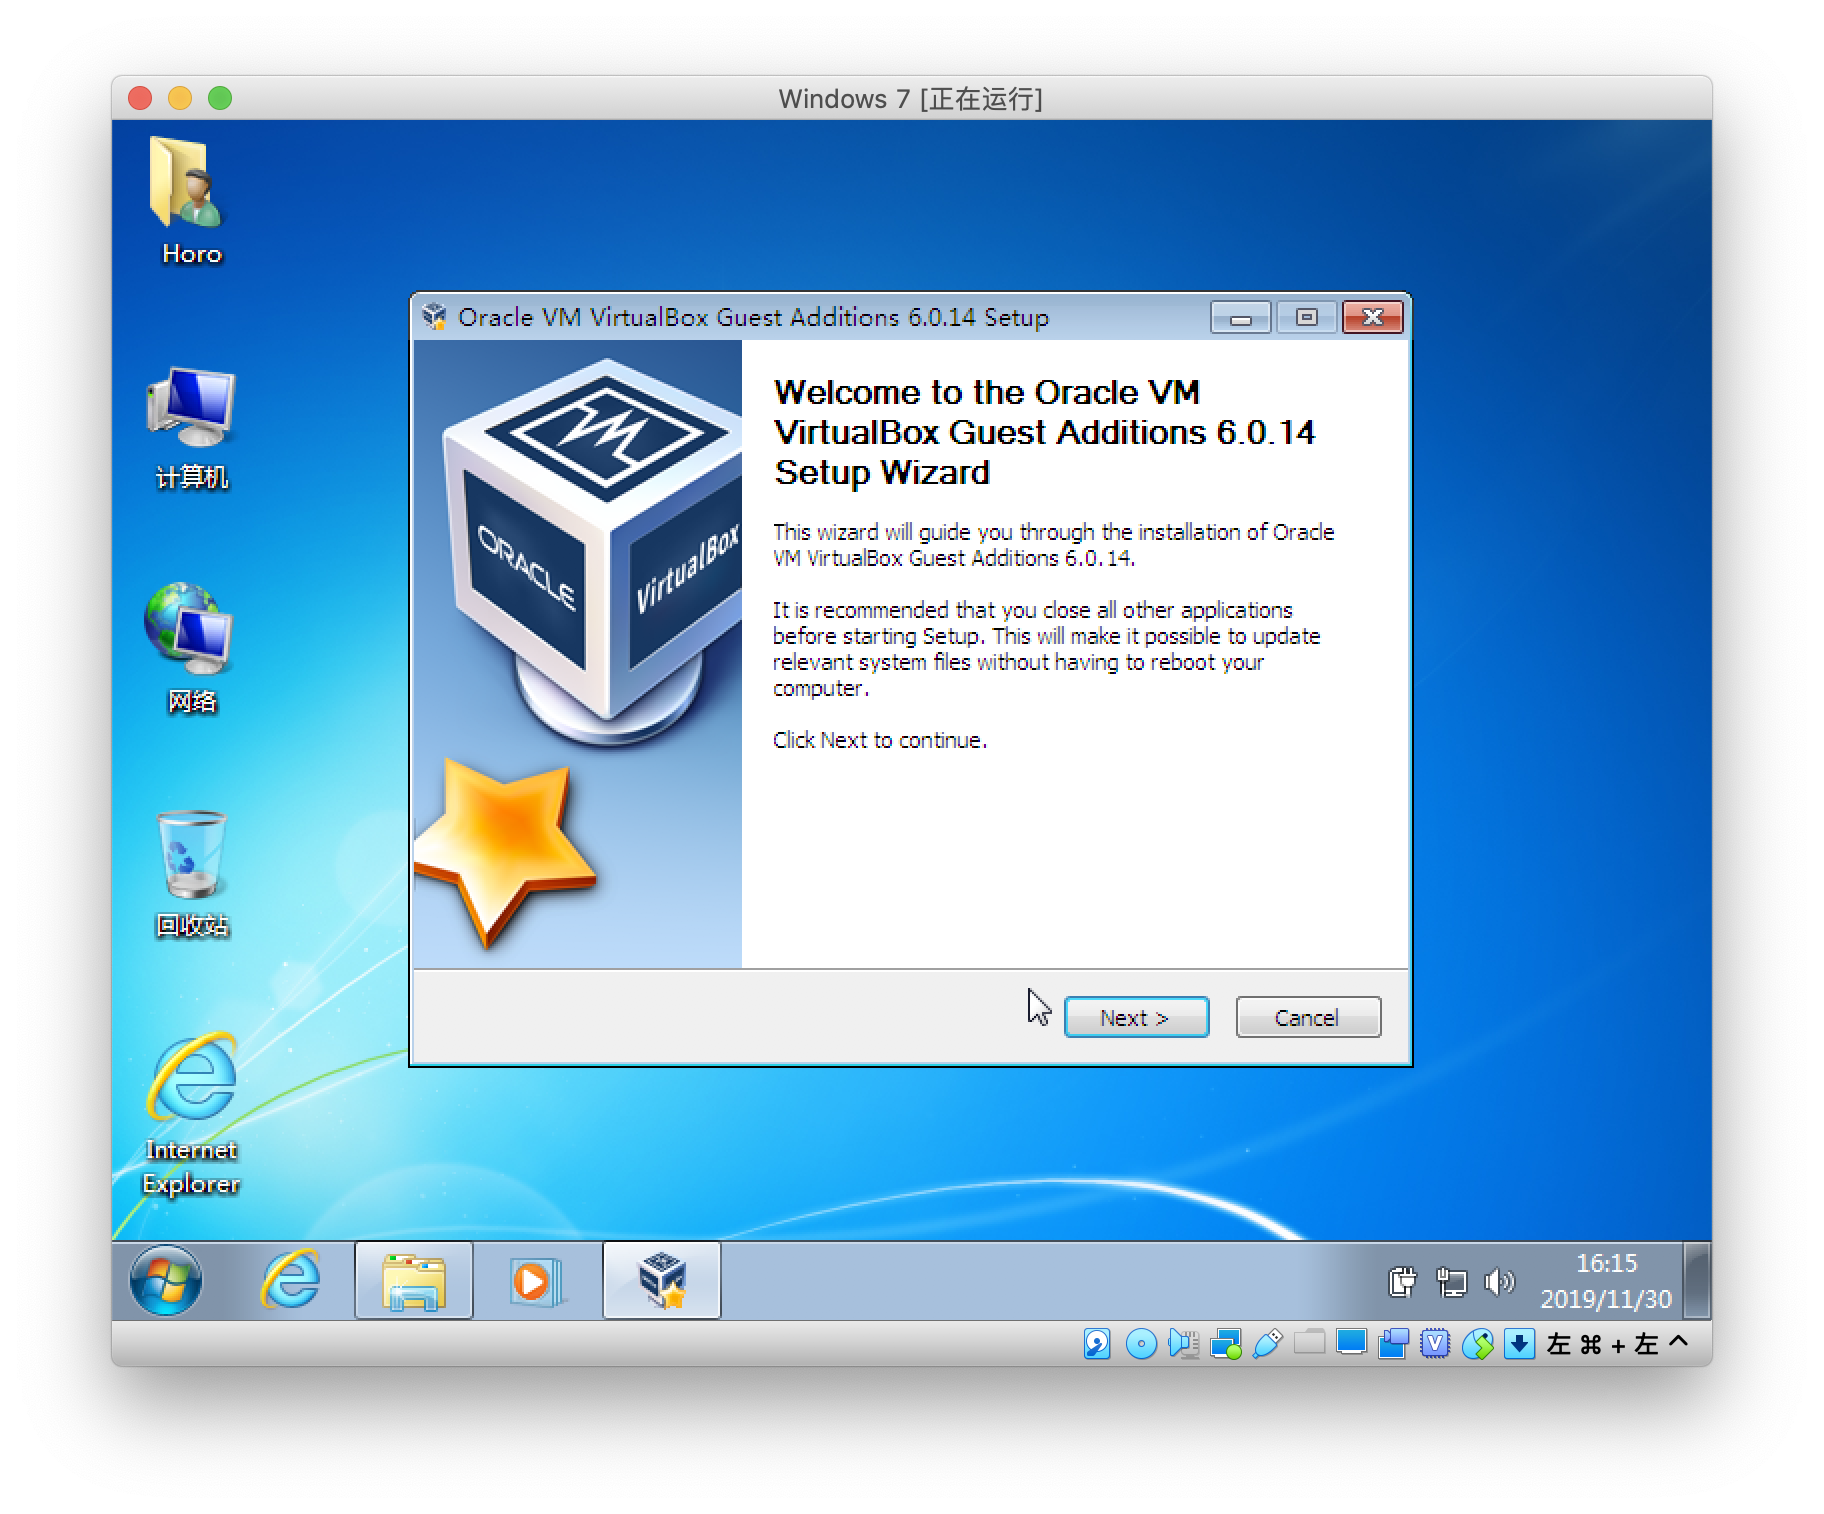 Windows 7 [正在运行]
Horo
计算机
网络
回收站
Internet
Explorer
Oracle VM VirtualBox Guest Additions 6.0.14 Setup
VM
ORACLE
VirtualBox
Welcome to the Oracle VM
VirtualBox Guest Additions 6.0.14
Setup Wizard
This wizard will guide you through the installation of Oracle
VM VirtualBox Guest Additions 6.0.14.
It is recommended that you close all other applications
before starting Setup. This will make it possible to update
relevant system files without having to reboot your
computer.
Click Next to continue.
Next >
Cancel
16:15
2019/11/30
V
左 ⌘ + 左 ^